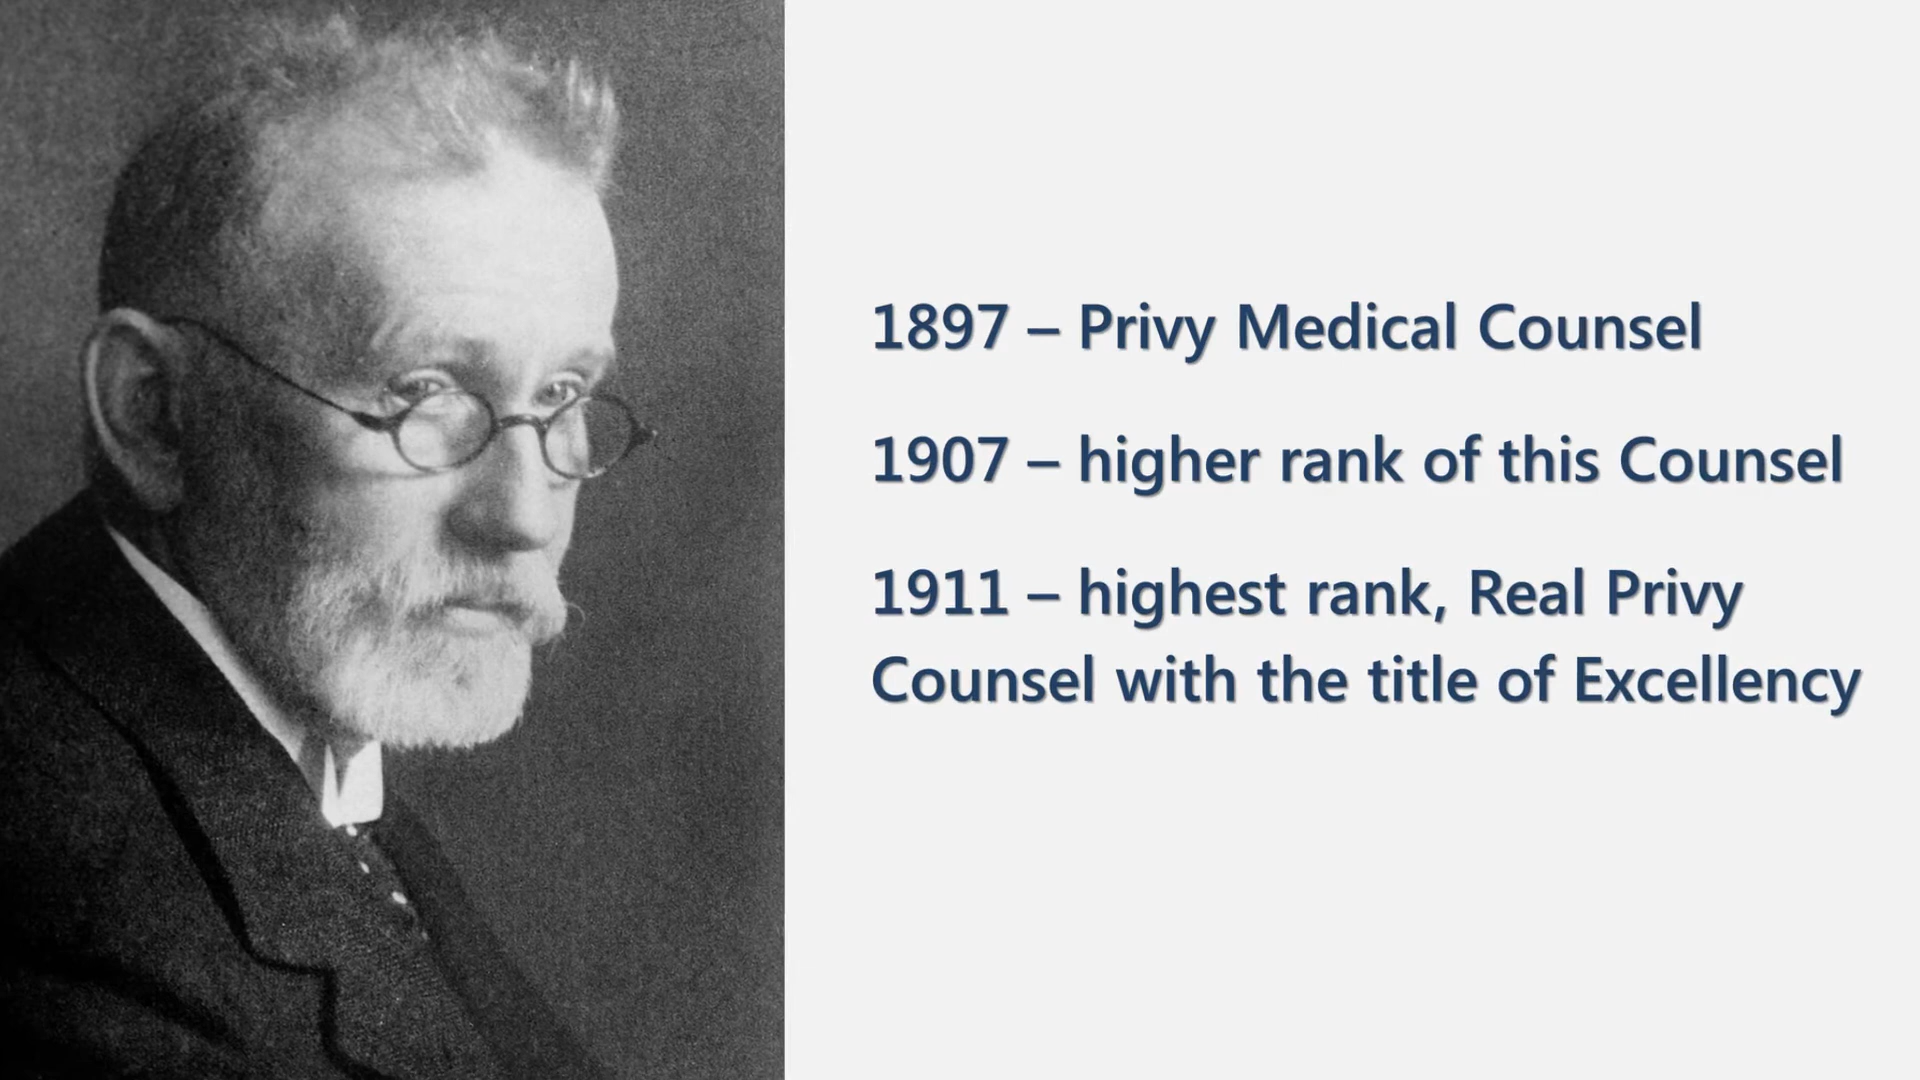 1897 – Privy Medical Counsel
1907 – higher rank of this Counsel
1911 – highest rank, Real Privy
Counsel with the title of Excellency